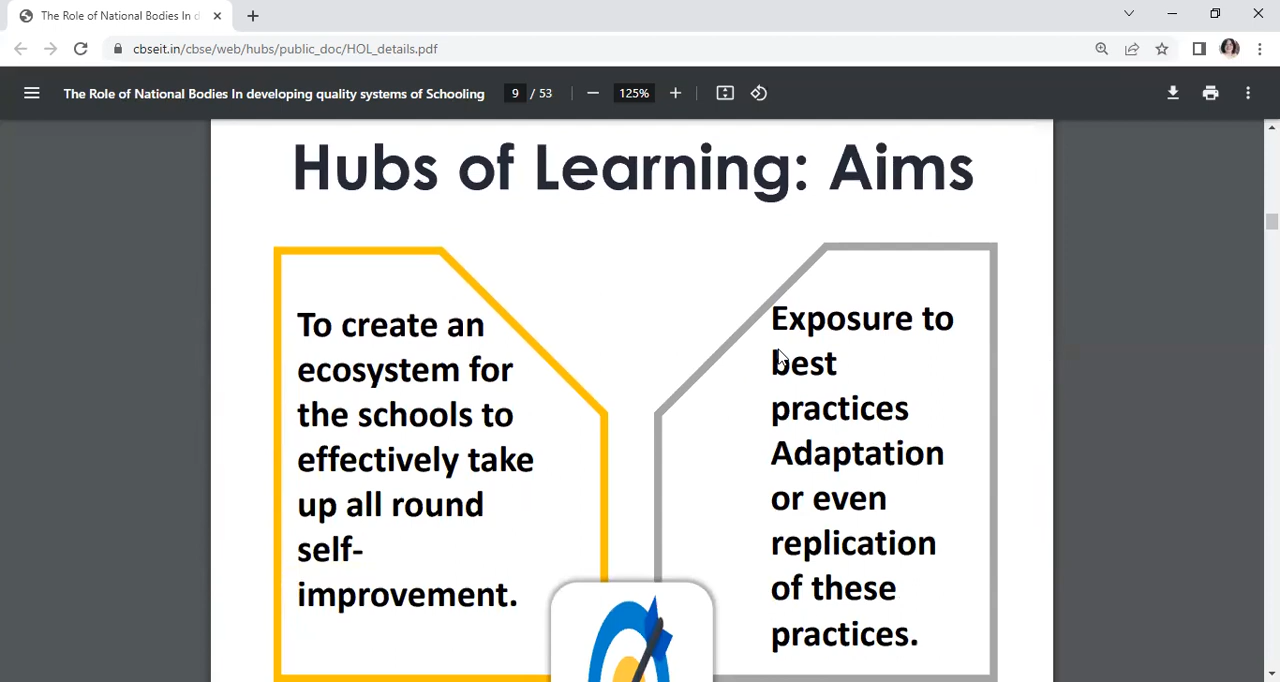 The Role of National Bodies In d
cbseit.in/cbse/web/hubs/public_doc/HOL_details.pdf
The Role of National Bodies In developing quality systems of Schooling
9 / 53
125%
Hubs of Learning: Aims
To create an
ecosystem for
the schools to
effectively take
up all round
self-
improvement.
Exposure to
best
practices
Adaptation
or even
replication
of these
practices.